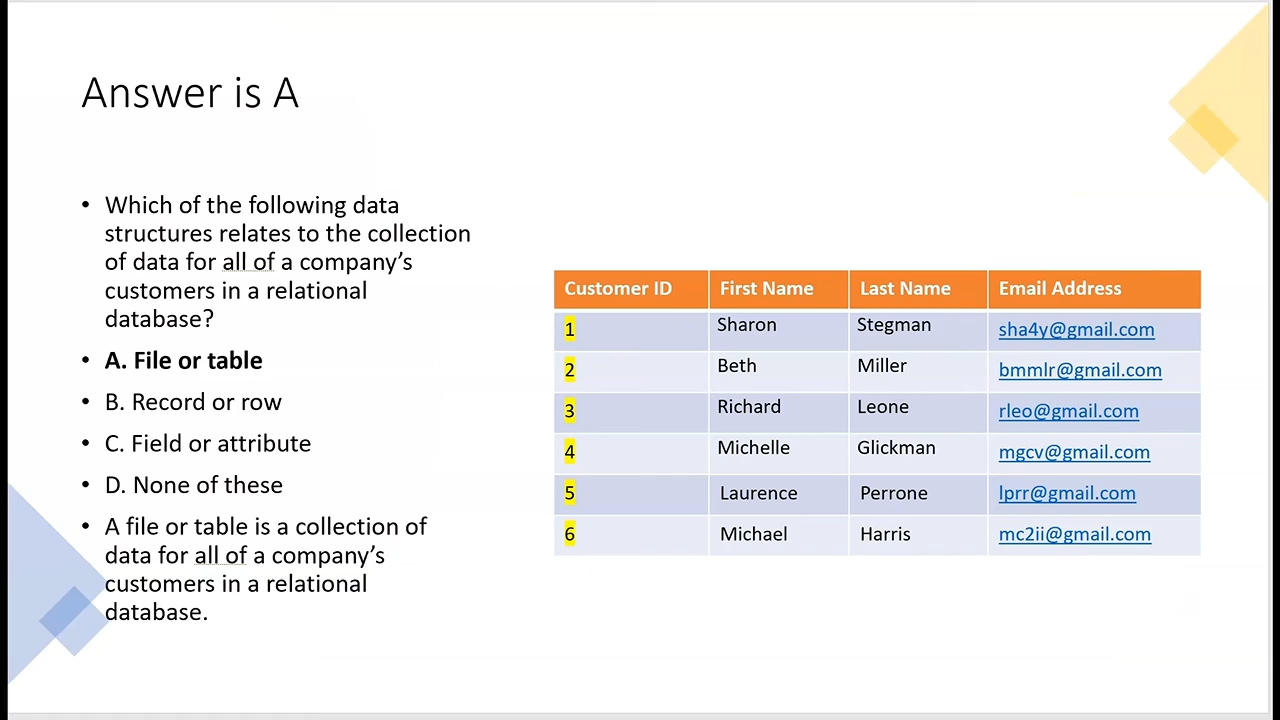 Answer is A
• Which of the following data
structures relates to the collection
of data for all of a company’s
customers in a relational
database?
• A. File or table
• B. Record or row
• C. Field or attribute
• D. None of these
• A file or table is a collection of
data for all of a company’s
customers in a relational
database.
Customer ID First Name Last Name Email Address
1 Sharon Stegman sha4y@gmail.com
2 Beth Miller bmmlr@gmail.com
3 Richard Leone rleo@gmail.com
4 Michelle Glickman mgcv@gmail.com
5 Laurence Perrone lprr@gmail.com
6 Michael Harris mc2ii@gmail.com